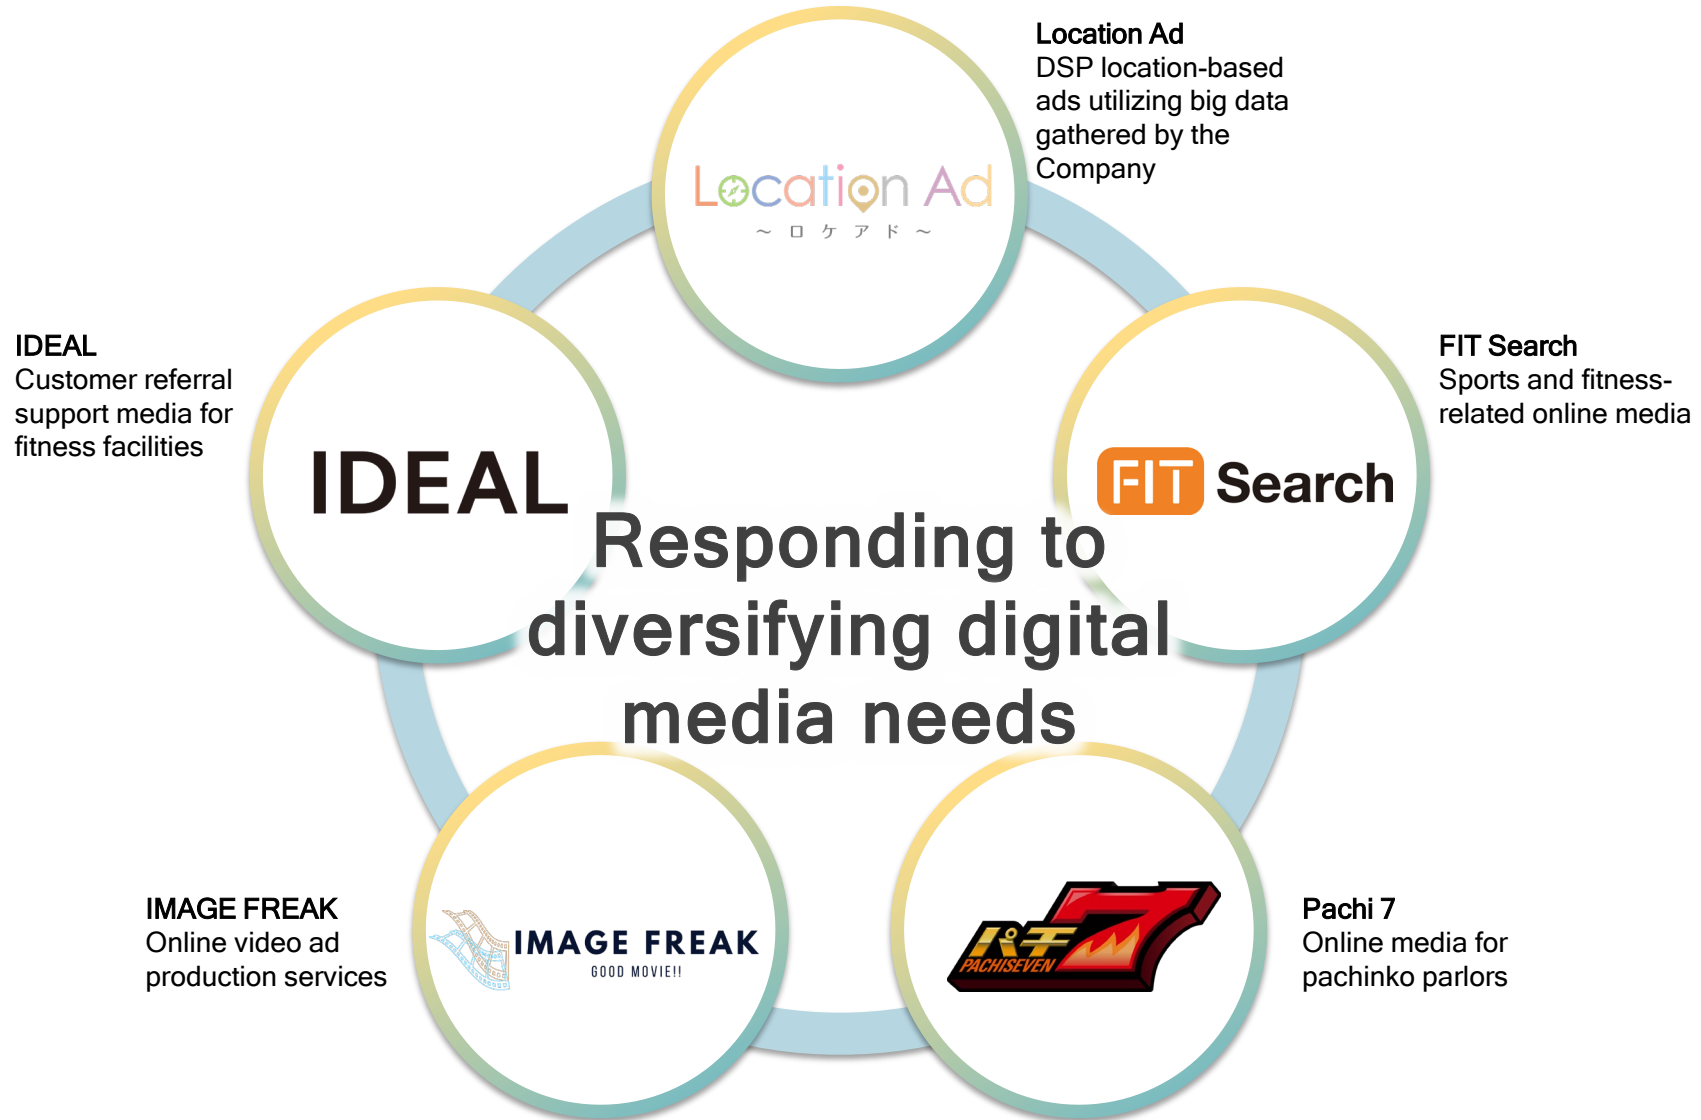 Location Ad
DSP location-based
ads utilizing big data
gathered by the
Company
Location Ad
～ロケアド～
IDEAL
Customer referral
support media for
fitness facilities
IDEAL
FIT Search
Sports and fitness-
related online media
FIT Search
Responding to
diversifying digital
media needs
IMAGE FREAK
Online video ad
production services
IMAGE FREAK
GOOD MOVIE!!
パチ7
PACHISEVEN
Pachi 7
Online media for
pachinko parlors